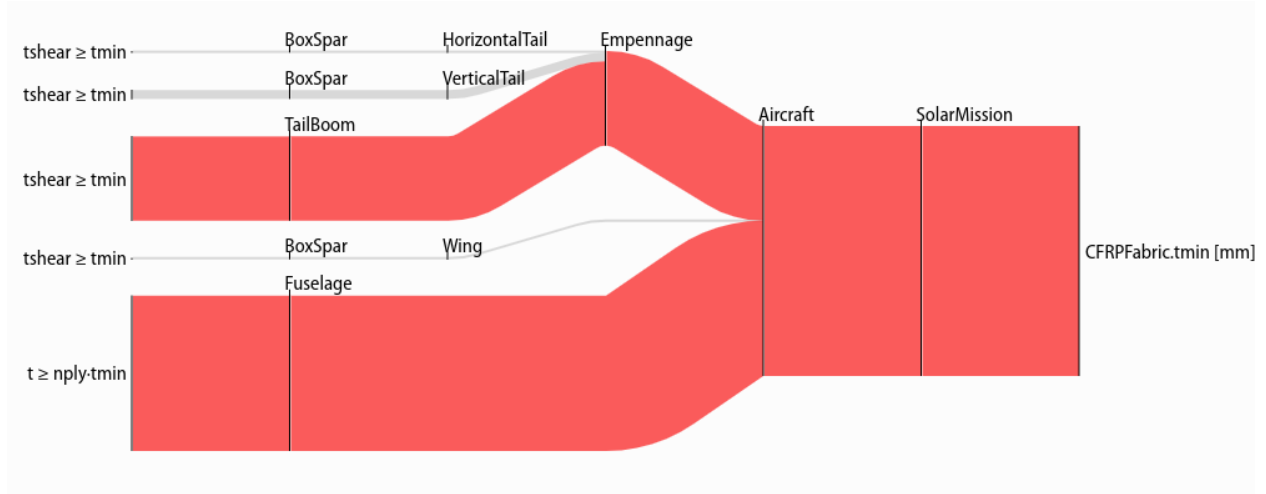 tshear ≥ tmin
BoxSpar
HorizontalTail
Empennage
tshear ≥ tmin
BoxSpar
VerticalTail
TailBoom
Aircraft
SolarMission
tshear ≥ tmin
tshear ≥ tmin
BoxSpar
Wing
CFRPFabric.tmin [mm]
Fuselage
t ≥ nply·tmin